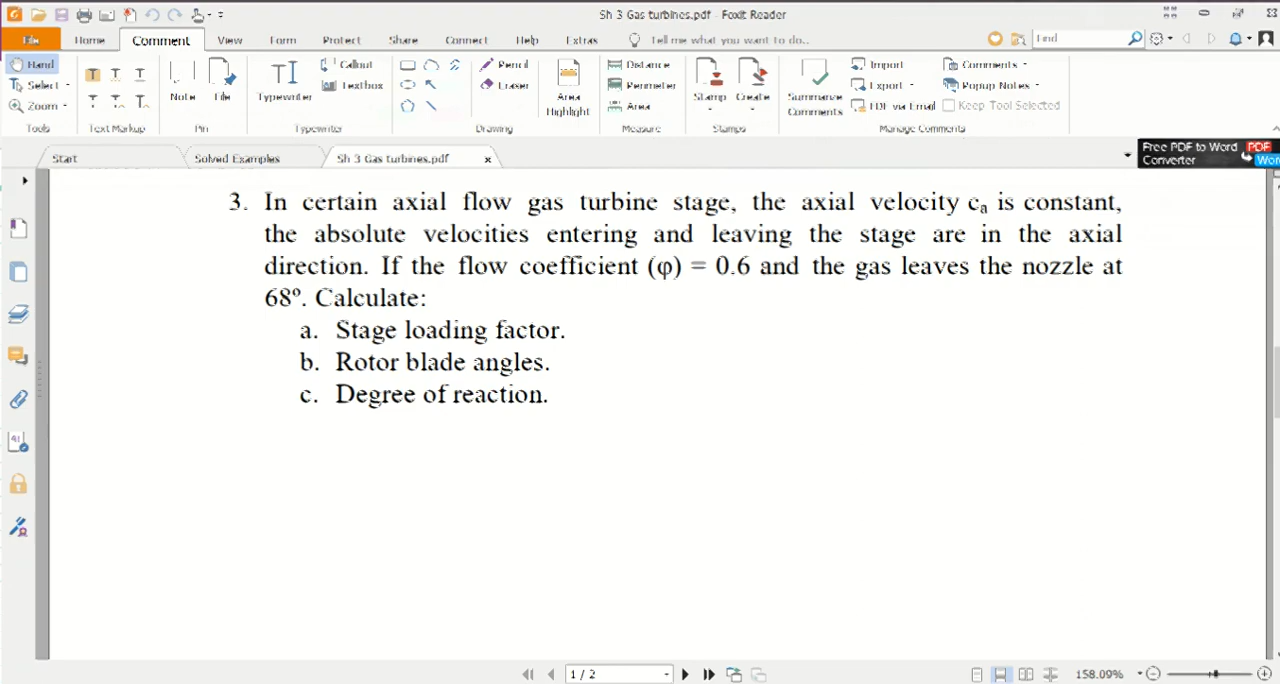 Sh 3 Gas turbines.pdf - Foxit Reader
File Home Comment View Form Protect Share Connect Help Extras Tell me what you want to do.. Find
Hand Callout Pencil Distance Import Comments
Select Note File Typewriter Textbox Eraser Area Highlight Perimeter Stamp Create Summarize Comments Export Popup Notes
Zoom Area PDF via Email Keep Tool Selected
Tools Text Markup Pin Typewriter Drawing Measure Stamps Manage Comments
Start Solved Examples Sh 3 Gas turbines.pdf x
Free PDF to Word Converter PDF Word
3. In certain axial flow gas turbine stage, the axial velocity cₐ is constant,
the absolute velocities entering and leaving the stage are in the axial
direction. If the flow coefficient (φ) = 0.6 and the gas leaves the nozzle at
68º. Calculate:
a. Stage loading factor.
b. Rotor blade angles.
c. Degree of reaction.
1 / 2 158.09%